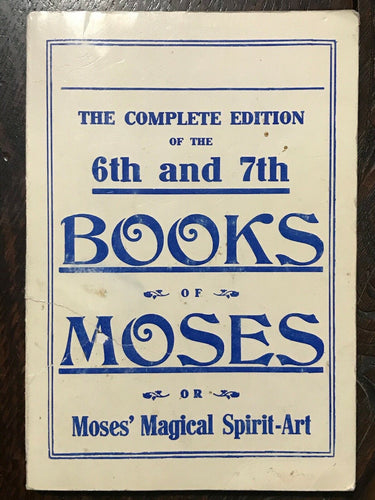 THE COMPLETE EDITION
OF THE
6th and 7th
BOOKS
OF
MOSES
OR
Moses' Magical Spirit-Art